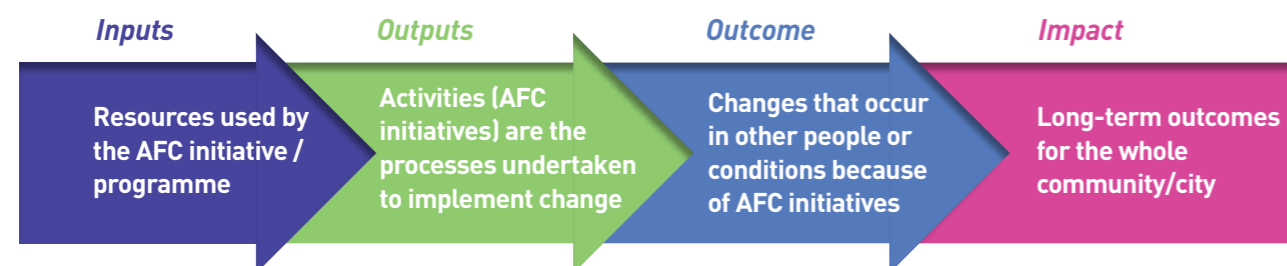 Inputs
Outputs
Outcome
Impact
Resources used by
the AFC initiative /
programme
Activities (AFC
initiatives) are the
processes undertaken
to implement change
Changes that occur
in other people or
conditions because
of AFC initiatives
Long-term outcomes
for the whole
community/city